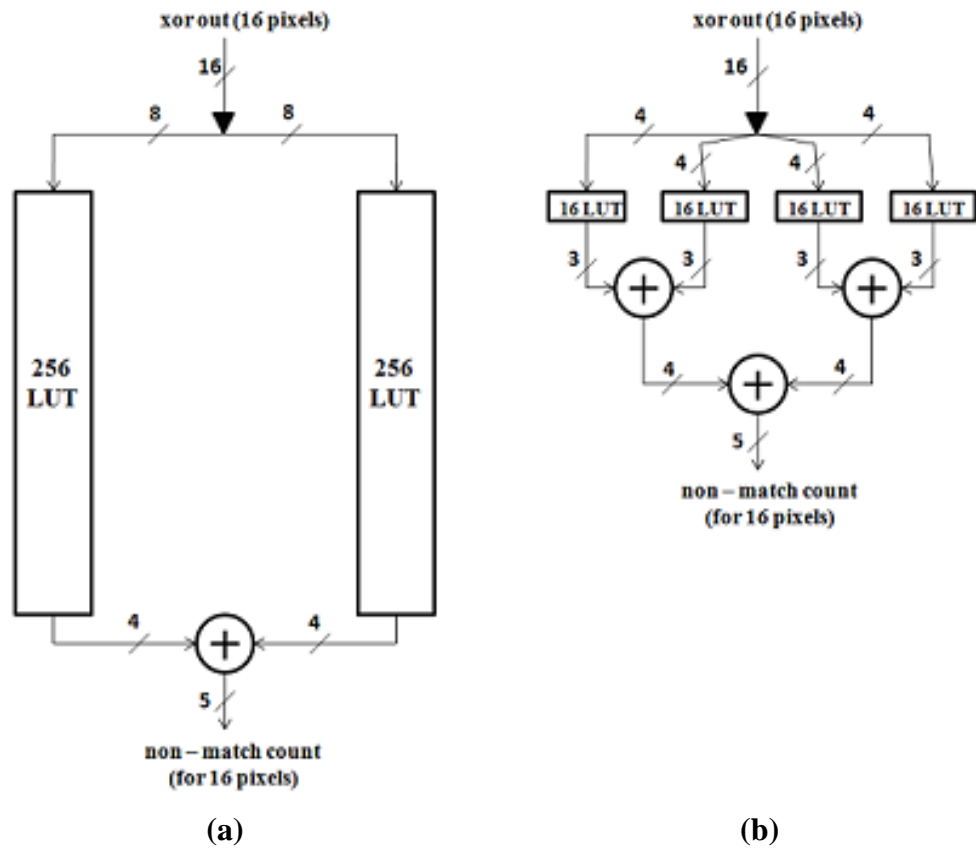 xor out (16 pixels)
16
8 8
256
LUT
256
LUT
4 4
5
non – match count
(for 16 pixels)
(a)
xor out (16 pixels)
16
4 4
4 4
16 LUT 16 LUT 16 LUT 16 LUT
3 3 3 3
+ +
4 4
+
5
non – match count
(for 16 pixels)
(b)